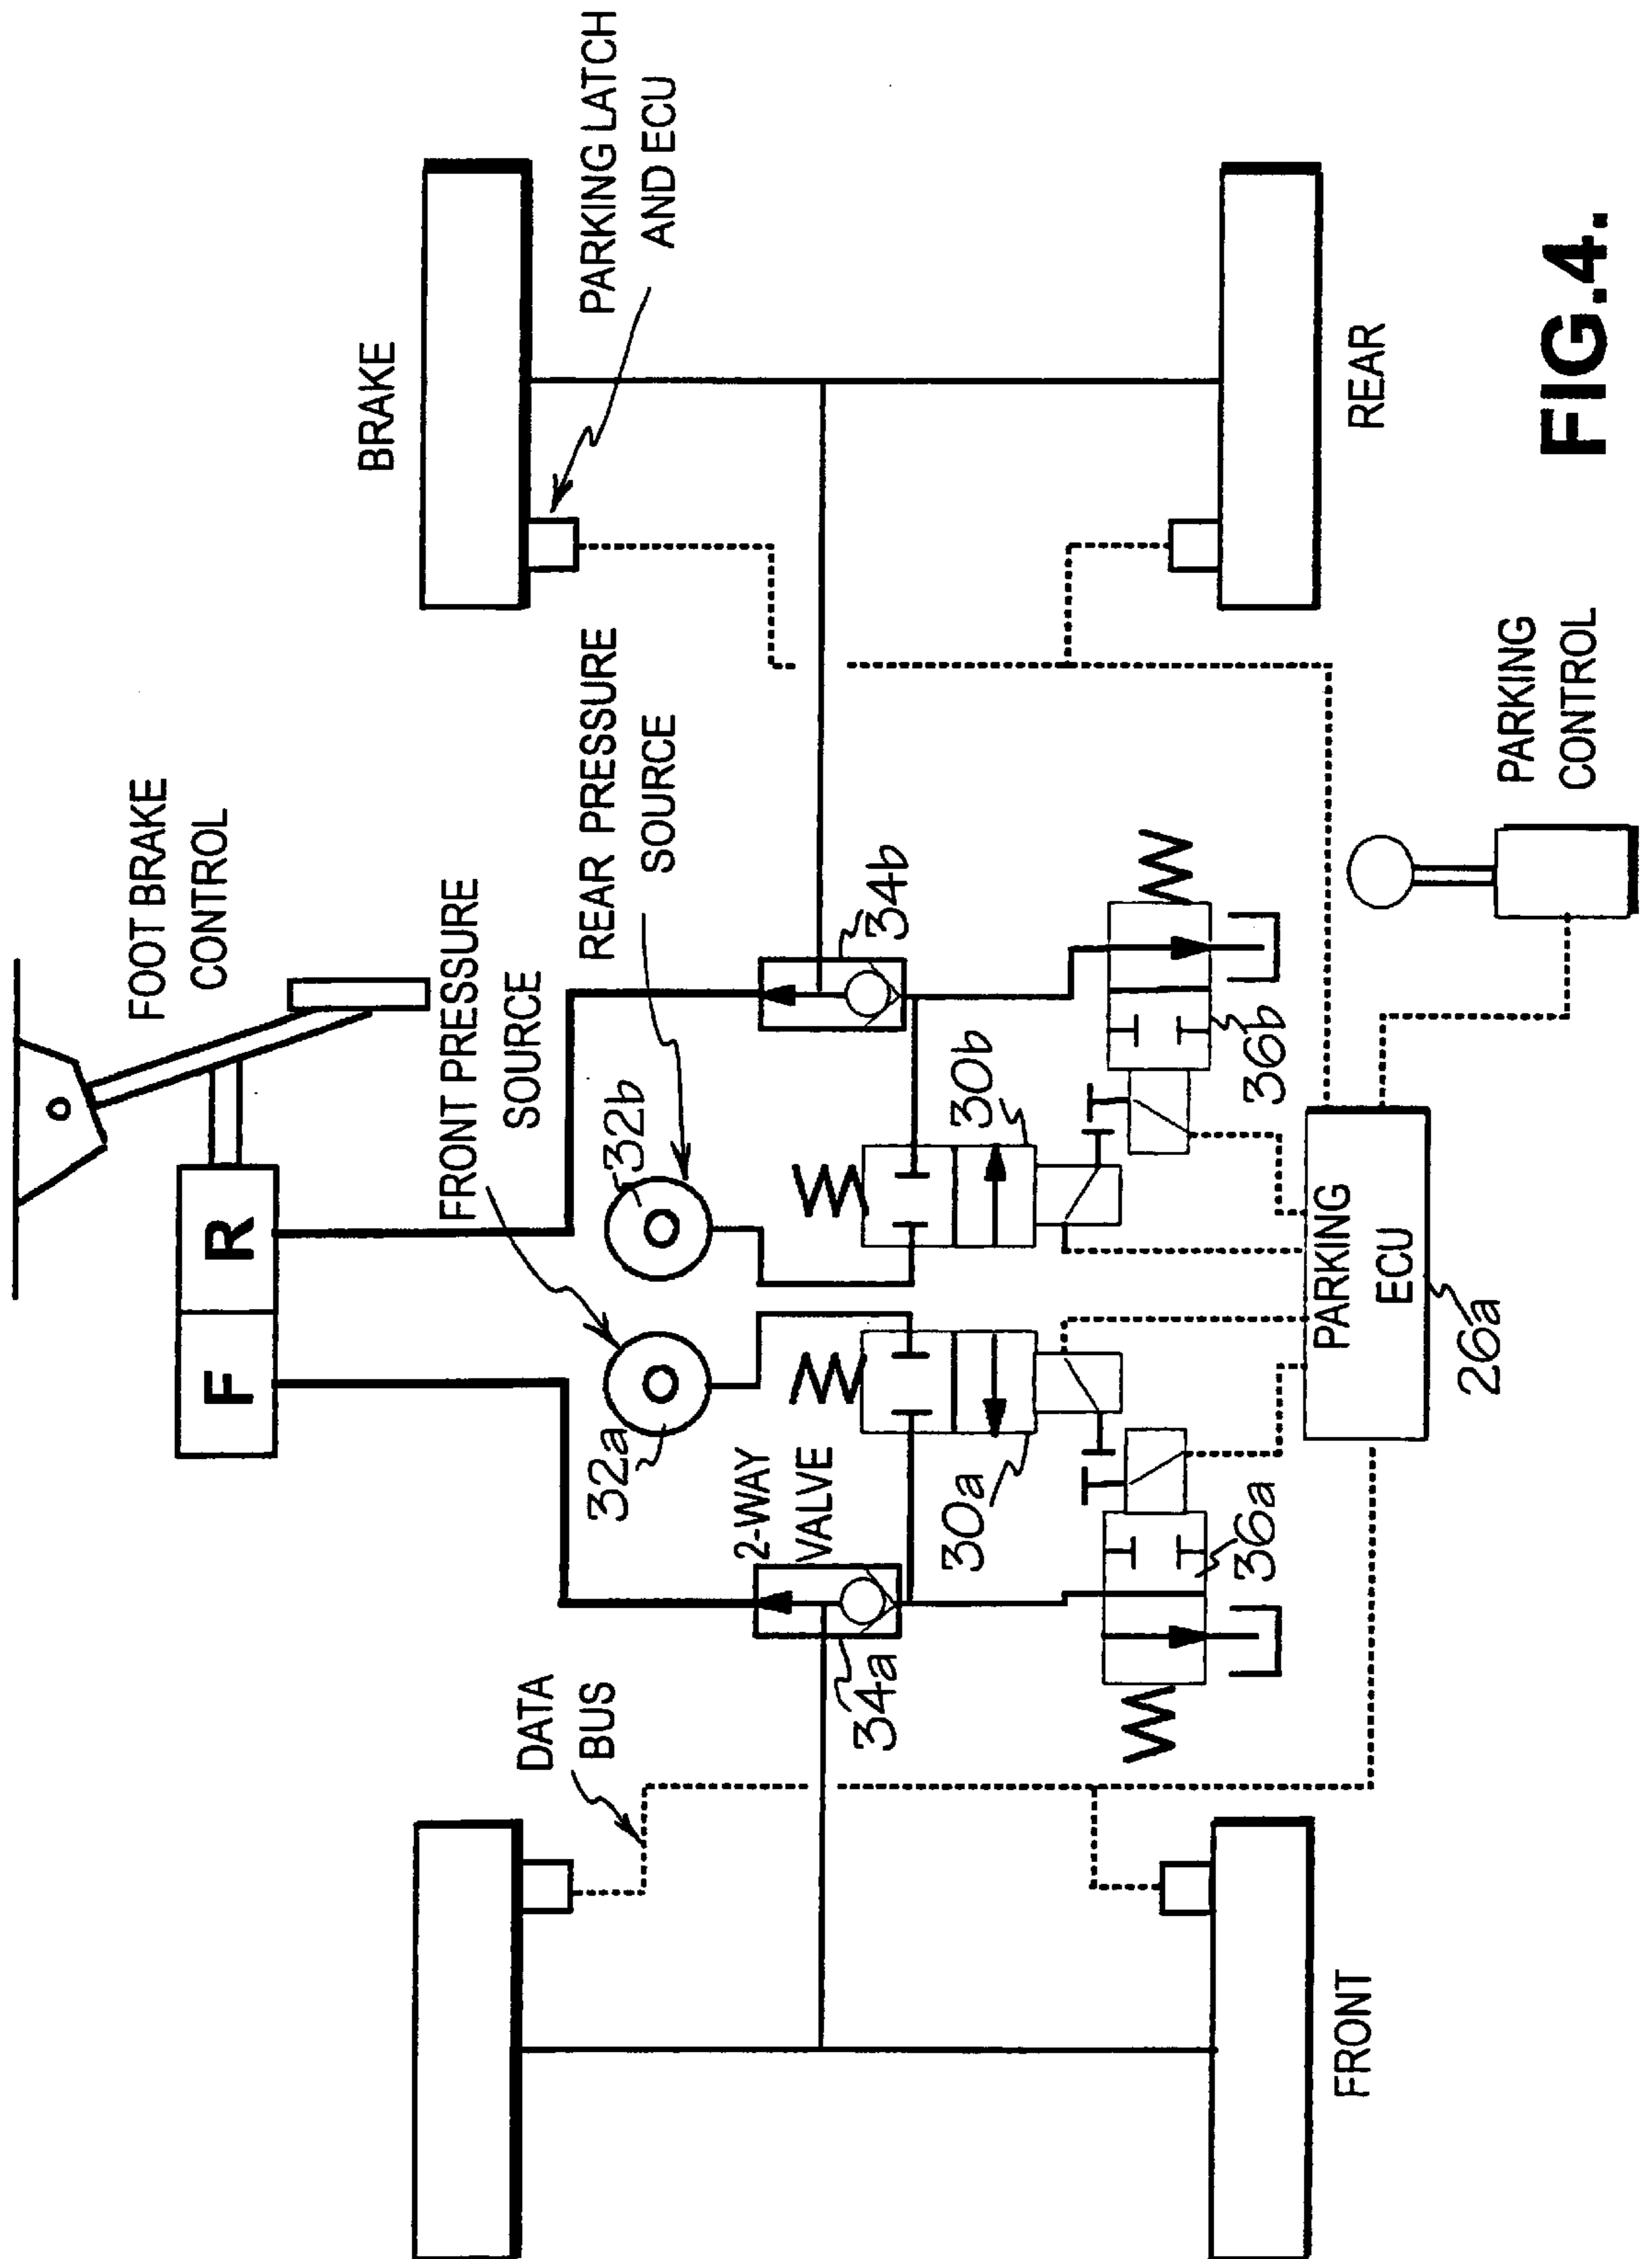 FOOT BRAKE
CONTROL
F
R
FRONT PRESSURE
SOURCE
REAR PRESSURE
SOURCE
BRAKE
PARKING LATCH
AND ECU
DATA
BUS
2-WAY
VALVE
32a
32b
34a
34b
30a
30b
36a
36b
PARKING
ECU
26a
PARKING
CONTROL
FRONT
REAR
FIG.4.